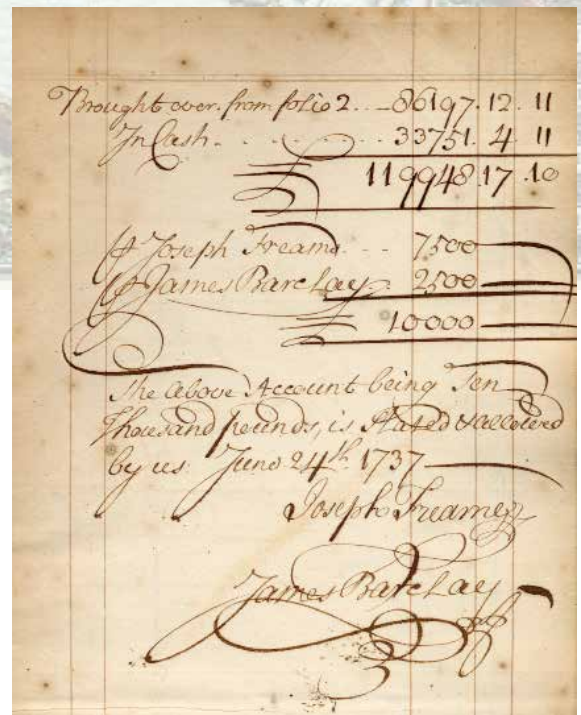 Brought over from folio 2 --- 86197. 12. 11
In Cash - - - - 33751. 4. 11
119948. 17. 10
Joseph Freame -- 7500
James Barclay. 2500
10000
The Above Account being Ten
Thousand pounds, is Stated & allowed
by us June 24th 1737
Joseph Freame
James Barclay